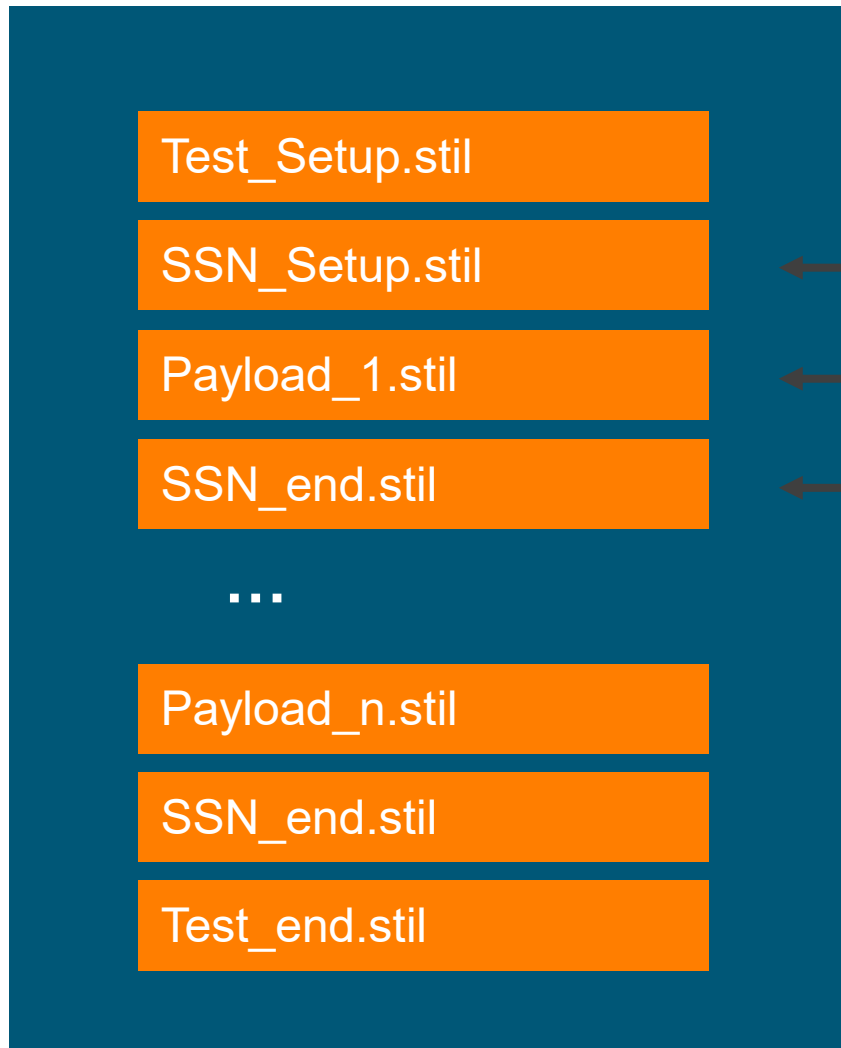 Test_Setup.stil
SSN_Setup.stil
Payload_1.stil
SSN_end.stil
...
Payload_n.stil
SSN_end.stil
Test_end.stil